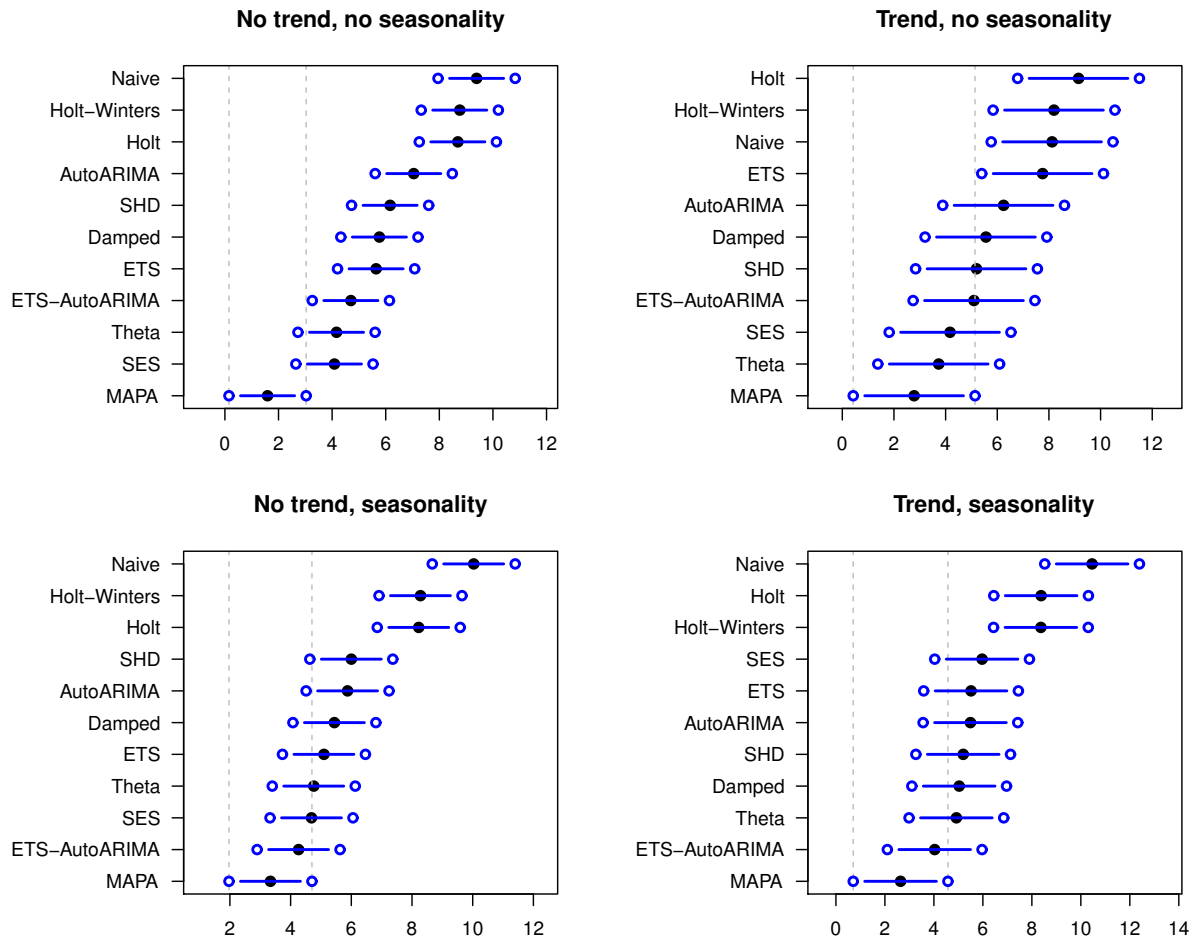 No trend, no seasonality
Naive
Holt−Winters
Holt
AutoARIMA
SHD
Damped
ETS
ETS-AutoARIMA
Theta
SES
MAPA
0 2 4 6 8 10 12
Trend, no seasonality
Holt
Holt−Winters
Naive
ETS
AutoARIMA
Damped
SHD
ETS-AutoARIMA
SES
Theta
MAPA
0 2 4 6 8 10 12
No trend, seasonality
Naive
Holt−Winters
Holt
SHD
AutoARIMA
Damped
ETS
Theta
SES
ETS-AutoARIMA
MAPA
2 4 6 8 10 12
Trend, seasonality
Naive
Holt
Holt−Winters
SES
ETS
AutoARIMA
SHD
Damped
Theta
ETS-AutoARIMA
MAPA
0 2 4 6 8 10 12 14